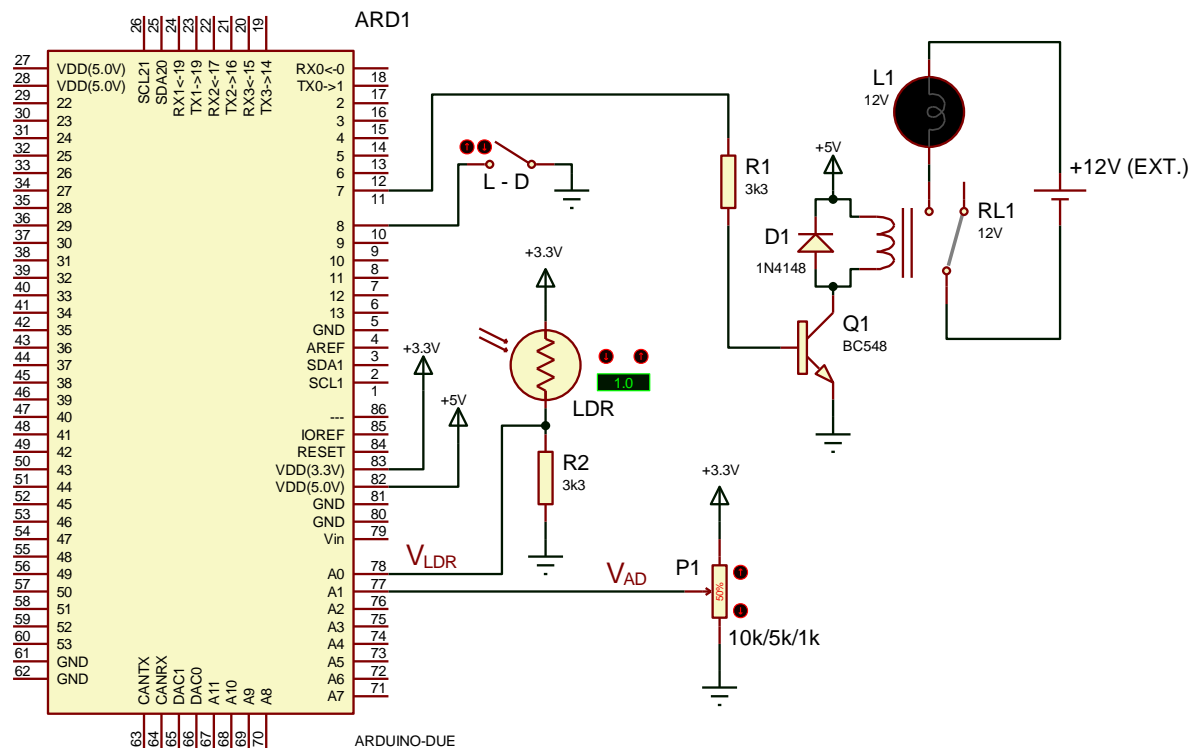 ARD1
26 25 24 23 22 21 20 19
SCL21
SDA20
RX1<-19
TX1->19
RX2<-17
TX2->16
RX3<-15
TX3->14
27 VDD(5.0V)
28 VDD(5.0V)
29 22
30 23
31 24
32 25
33 26
34 27
35 28
36 29
37 30
38 31
39 32
40 33
41 34
42 35
43 36
44 37
45 38
46 39
47 40
48 41
49 42
50 43
51 44
52 45
53 46
54 47
55 48
56 49
57 50
58 51
59 52
60 53
61 GND
62 GND
RX0<-0 18
TX0->1 17
2 16
3 15
4 14
5 13
6 12
7 11
8 10
9 9
10 8
11 7
12 6
13 5
GND 4
AREF 3
SDA1 2
SCL1 1
--- 86
IOREF 85
RESET 84
VDD(3.3V) 83
VDD(5.0V) 82
GND 81
GND 80
Vin 79
A0 78
A1 77
A2 76
A3 75
A4 74
A5 73
A6 72
A7 71
CANTX
CANRX
DAC1
DAC0
A11
A10
A9
A8
63 64 65 66 67 68 69 70
ARDUINO-DUE
L - D
+3.3V
+5V
+3.3V
1.0
LDR
R2
3k3
VLDR
VAD
+3.3V
P1
50%
10k/5k/1k
R1
3k3
+5V
D1
1N4148
Q1
BC548
L1
12V
RL1
12V
+12V (EXT.)